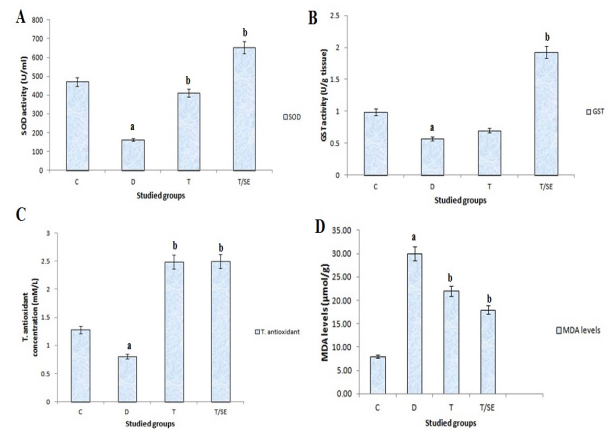 A
SOD activity (U/ml)
800
700
600
500
400
300
200
100
0
a
b
b
C D T T/SE
Studied groups
SOD
B
GST activity (U/g tissue)
2.5
2
1.5
1
0.5
0
a
b
C D T T/SE
Studied groups
GST
C
T. antioxidant
concentration (mM/L)
3
2.5
2
1.5
1
0.5
0
a
b
b
C D T T/SE
Studied groups
T. antioxidant
D
MDA levels (µmol/g)
35.00
30.00
25.00
20.00
15.00
10.00
5.00
0.00
a
b
b
C D T T/SE
Studied groups
MDA levels